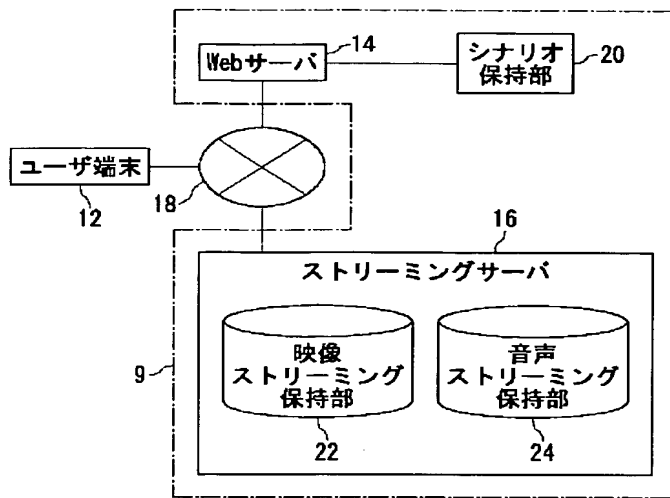 Webサーバ
14
シナリオ
保持部
20
ユーザ端末
12
18
16
ストリーミングサーバ
9
映像
ストリーミング
保持部
22
音声
ストリーミング
保持部
24